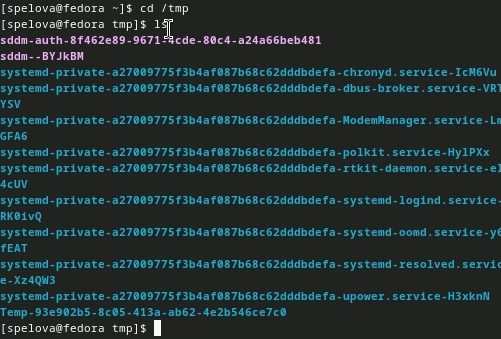 [spelova@fedora ~]$ cd /tmp
[spelova@fedora tmp]$ ls
sddm-auth-8f462e89-9671-4cde-80c4-a24a66beb481
sddm--BYJkBM
systemd-private-a27009775f3b4af087b68c62dddbdefa-chronyd.service-IcM6Vu
systemd-private-a27009775f3b4af087b68c62dddbdefa-dbus-broker.service-VRT
YSV
systemd-private-a27009775f3b4af087b68c62dddbdefa-ModemManager.service-Lm
GFA6
systemd-private-a27009775f3b4af087b68c62dddbdefa-polkit.service-HylPXx
systemd-private-a27009775f3b4af087b68c62dddbdefa-rtkit-daemon.service-el
4cUV
systemd-private-a27009775f3b4af087b68c62dddbdefa-systemd-logind.service-
RK0ivQ
systemd-private-a27009775f3b4af087b68c62dddbdefa-systemd-oomd.service-y6
fEAT
systemd-private-a27009775f3b4af087b68c62dddbdefa-systemd-resolved.servic
e-Xz4QW3
systemd-private-a27009775f3b4af087b68c62dddbdefa-upower.service-H3xknN
Temp-93e902b5-8c05-413a-ab62-4e2b546ce7c0
[spelova@fedora tmp]$